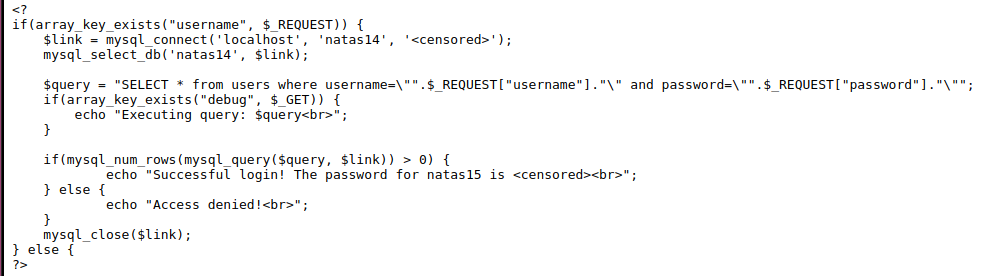 <?
if(array_key_exists("username", $_REQUEST)) {
    $link = mysql_connect('localhost', 'natas14', '<censored>');
    mysql_select_db('natas14', $link);

    $query = "SELECT * from users where username=\"".$_REQUEST["username"]."\" and password=\"".$_REQUEST["password"]."\"";
    if(array_key_exists("debug", $_GET)) {
        echo "Executing query: $query<br>";
    }

    if(mysql_num_rows(mysql_query($query, $link)) > 0) {
            echo "Successful login! The password for natas15 is <censored><br>";
    } else {
            echo "Access denied!<br>";
    }
    mysql_close($link);
} else {
?>